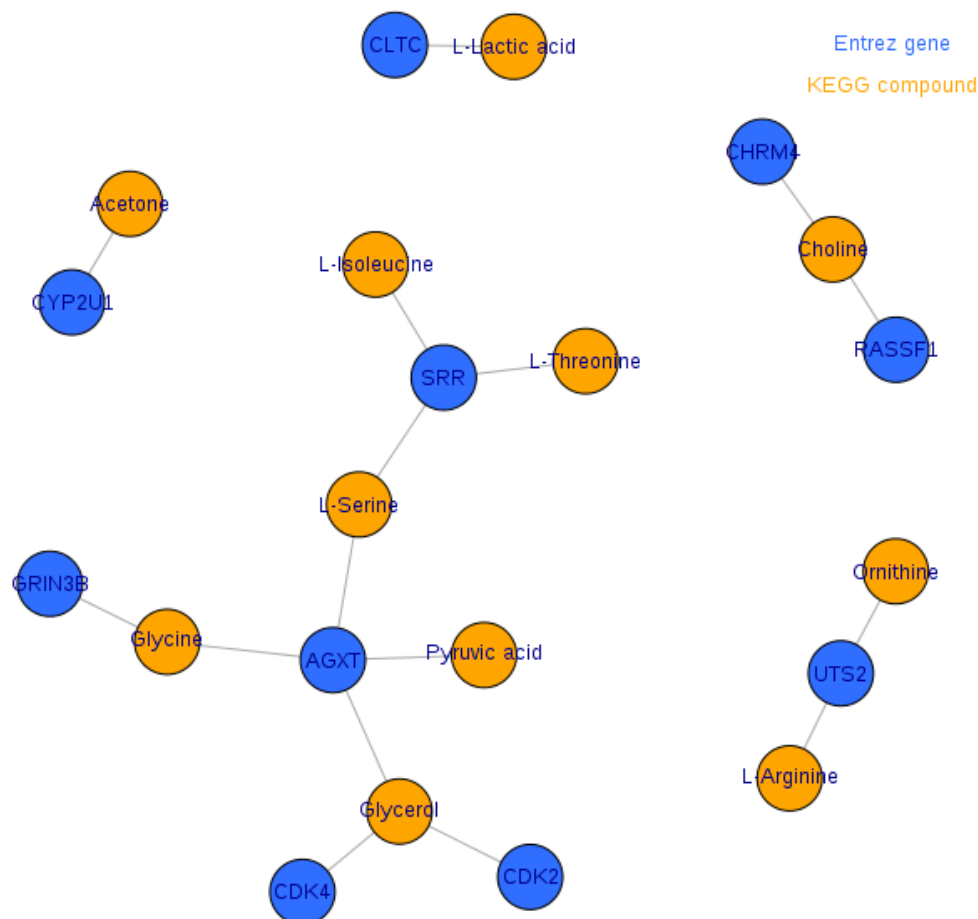 CLTC
L-Lactic acid
Entrez gene
KEGG compound
CHRM4
Acetone
Choline
L-Isoleucine
CYP2U1
RASSF1
L-Threonine
SRR
L-Serine
Ornithine
GRIN3B
Glycine
Pyruvic acid
AGXT
UTS2
L-Arginine
Glycerol
CDK2
CDK4